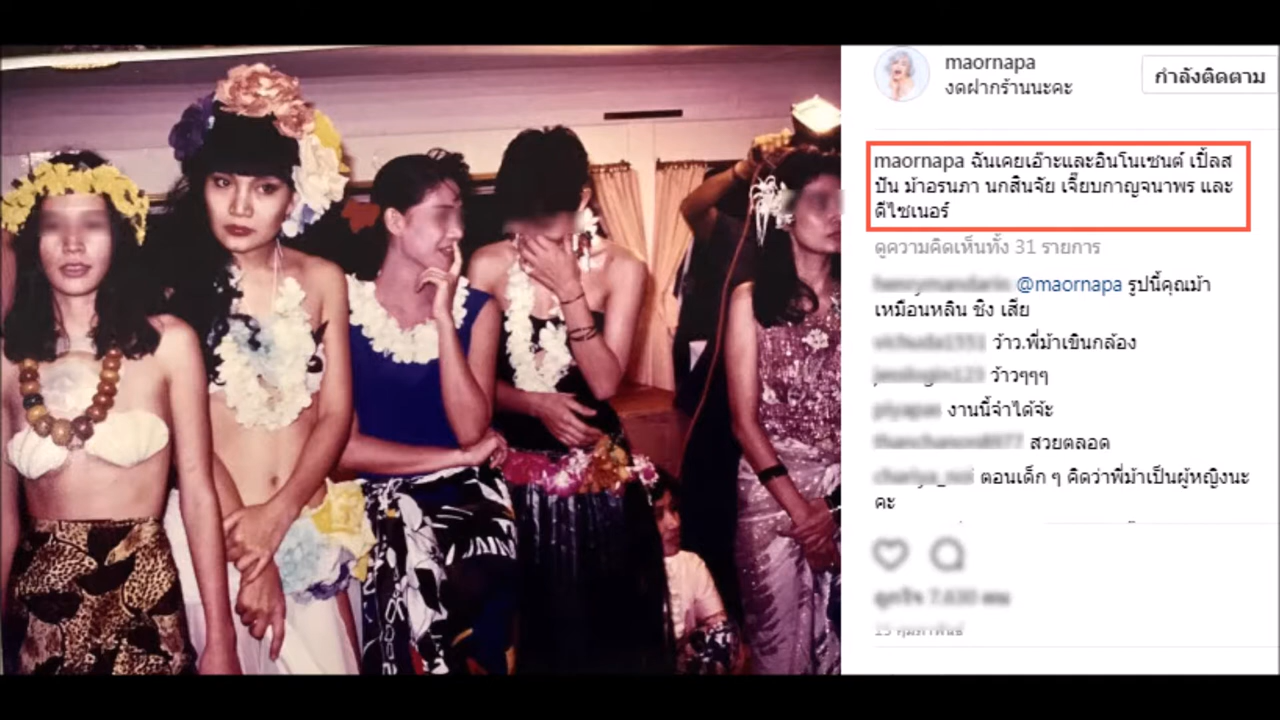 maornapa
งดฝากร้านนะคะ
กำลังติดตาม
maornapa ฉันเคยเอ๊าะและอินโนเซนต์ เปิ้ลส
ปัน ม้าอรนภา นกสินจัย เจี๊ยบกาญจนาพร และ
ดีไซเนอร์
ดูความคิดเห็นทั้ง 31 รายการ
@maornapa รูปนี้คุณม้า
เหมือนหลิน ชิง เสีย
ว้าว.พี่ม้าเขินกล้อง
ว้าวๆๆๆ
งานนี้จำได้จ้ะ
สวยตลอด
ตอนเด็ก ๆ คิดว่าพี่ม้าเป็นผู้หญิงนะ
คะ
15 กุมภาพันธ์